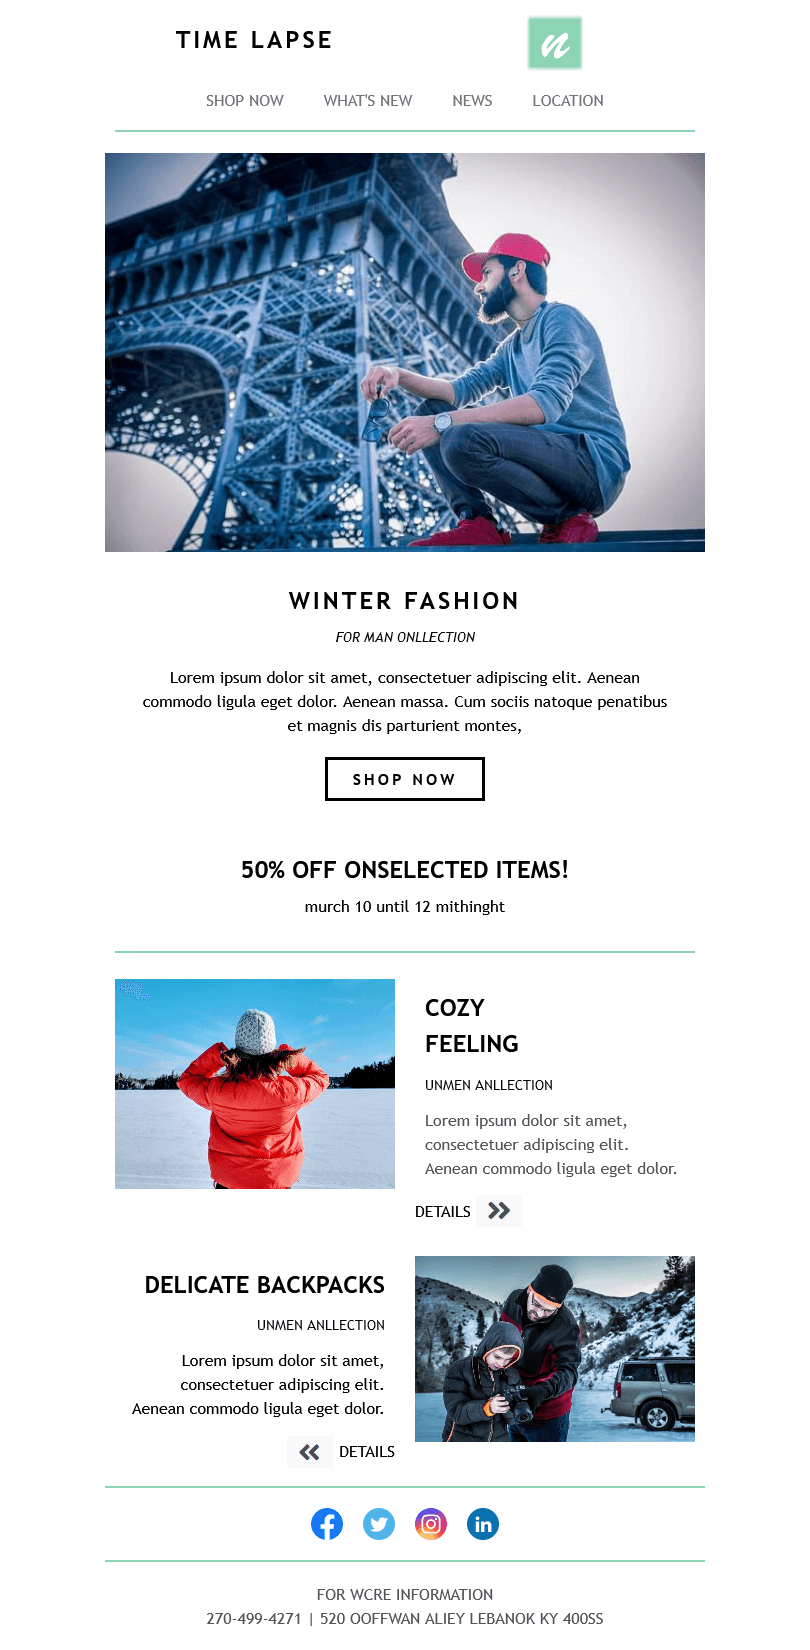 TIME LAPSE
n
SHOP NOW WHAT'S NEW NEWS LOCATION
WINTER FASHION
FOR MAN ONLLECTION
Lorem ipsum dolor sit amet, consectetuer adipiscing elit. Aenean
commodo ligula eget dolor. Aenean massa. Cum sociis natoque penatibus
et magnis dis parturient montes,
SHOP NOW
50% OFF ONSELECTED ITEMS!
murch 10 until 12 mithinght
COZY
FEELING
UNMEN ANLLECTION
Lorem ipsum dolor sit amet,
consectetuer adipiscing elit.
Aenean commodo ligula eget dolor.
DETAILS
DELICATE BACKPACKS
UNMEN ANLLECTION
Lorem ipsum dolor sit amet,
consectetuer adipiscing elit.
Aenean commodo ligula eget dolor.
DETAILS
FOR WCRE INFORMATION
270-499-4271 | 520 OOFFWAN ALIEY LEBANOK KY 400SS